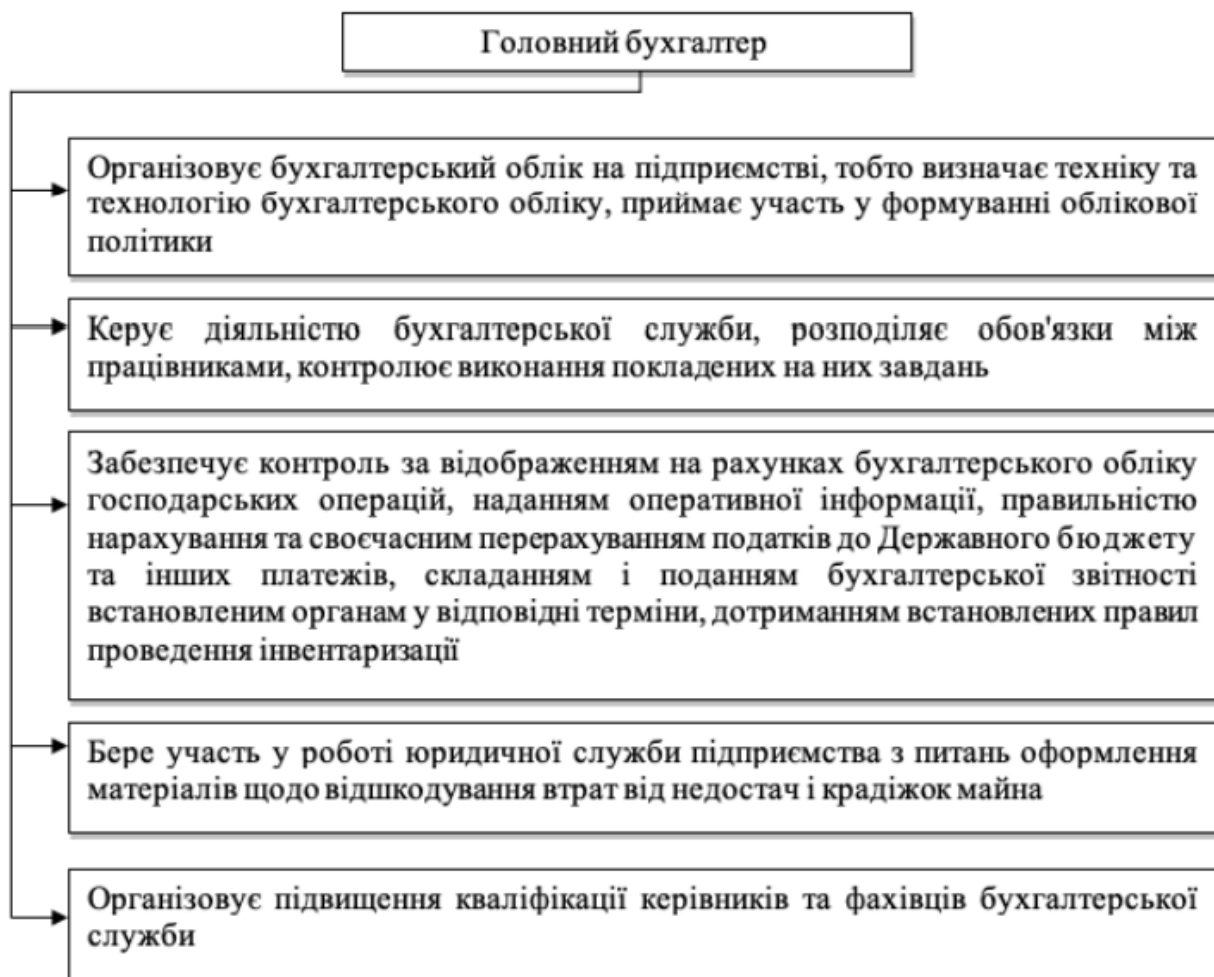 Головний бухгалтер
Організовує бухгалтерський облік на підприємстві, тобто визначає техніку та
технологію бухгалтерського обліку, приймає участь у формуванні облікової
політики
Керує діяльністю бухгалтерської служби, розподіляє обов'язки між
працівниками, контролює виконання покладених на них завдань
Забезпечує контроль за відображенням на рахунках бухгалтерського обліку
господарських операцій, наданням оперативної інформації, правильністю
нарахування та своєчасним перерахуванням податків до Державного бюджету
та інших платежів, складанням і поданням бухгалтерської звітності
встановленим органам у відповідні терміни, дотриманням встановлених правил
проведення інвентаризації
Бере участь у роботі юридичної служби підприємства з питань оформлення
матеріалів щодо відшкодування втрат від недостач і крадіжок майна
Організовує підвищення кваліфікації керівників та фахівців бухгалтерської
служби